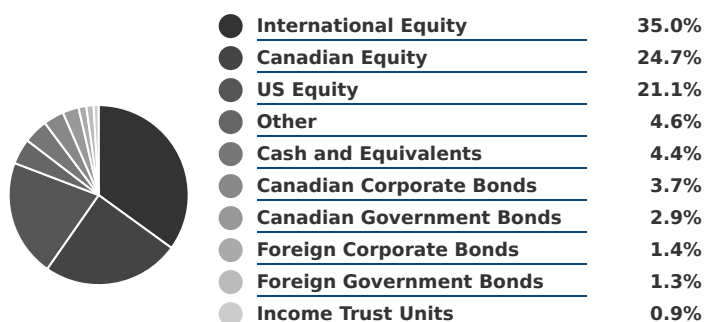 International Equity 35.0%
Canadian Equity 24.7%
US Equity 21.1%
Other 4.6%
Cash and Equivalents 4.4%
Canadian Corporate Bonds 3.7%
Canadian Government Bonds 2.9%
Foreign Corporate Bonds 1.4%
Foreign Government Bonds 1.3%
Income Trust Units 0.9%